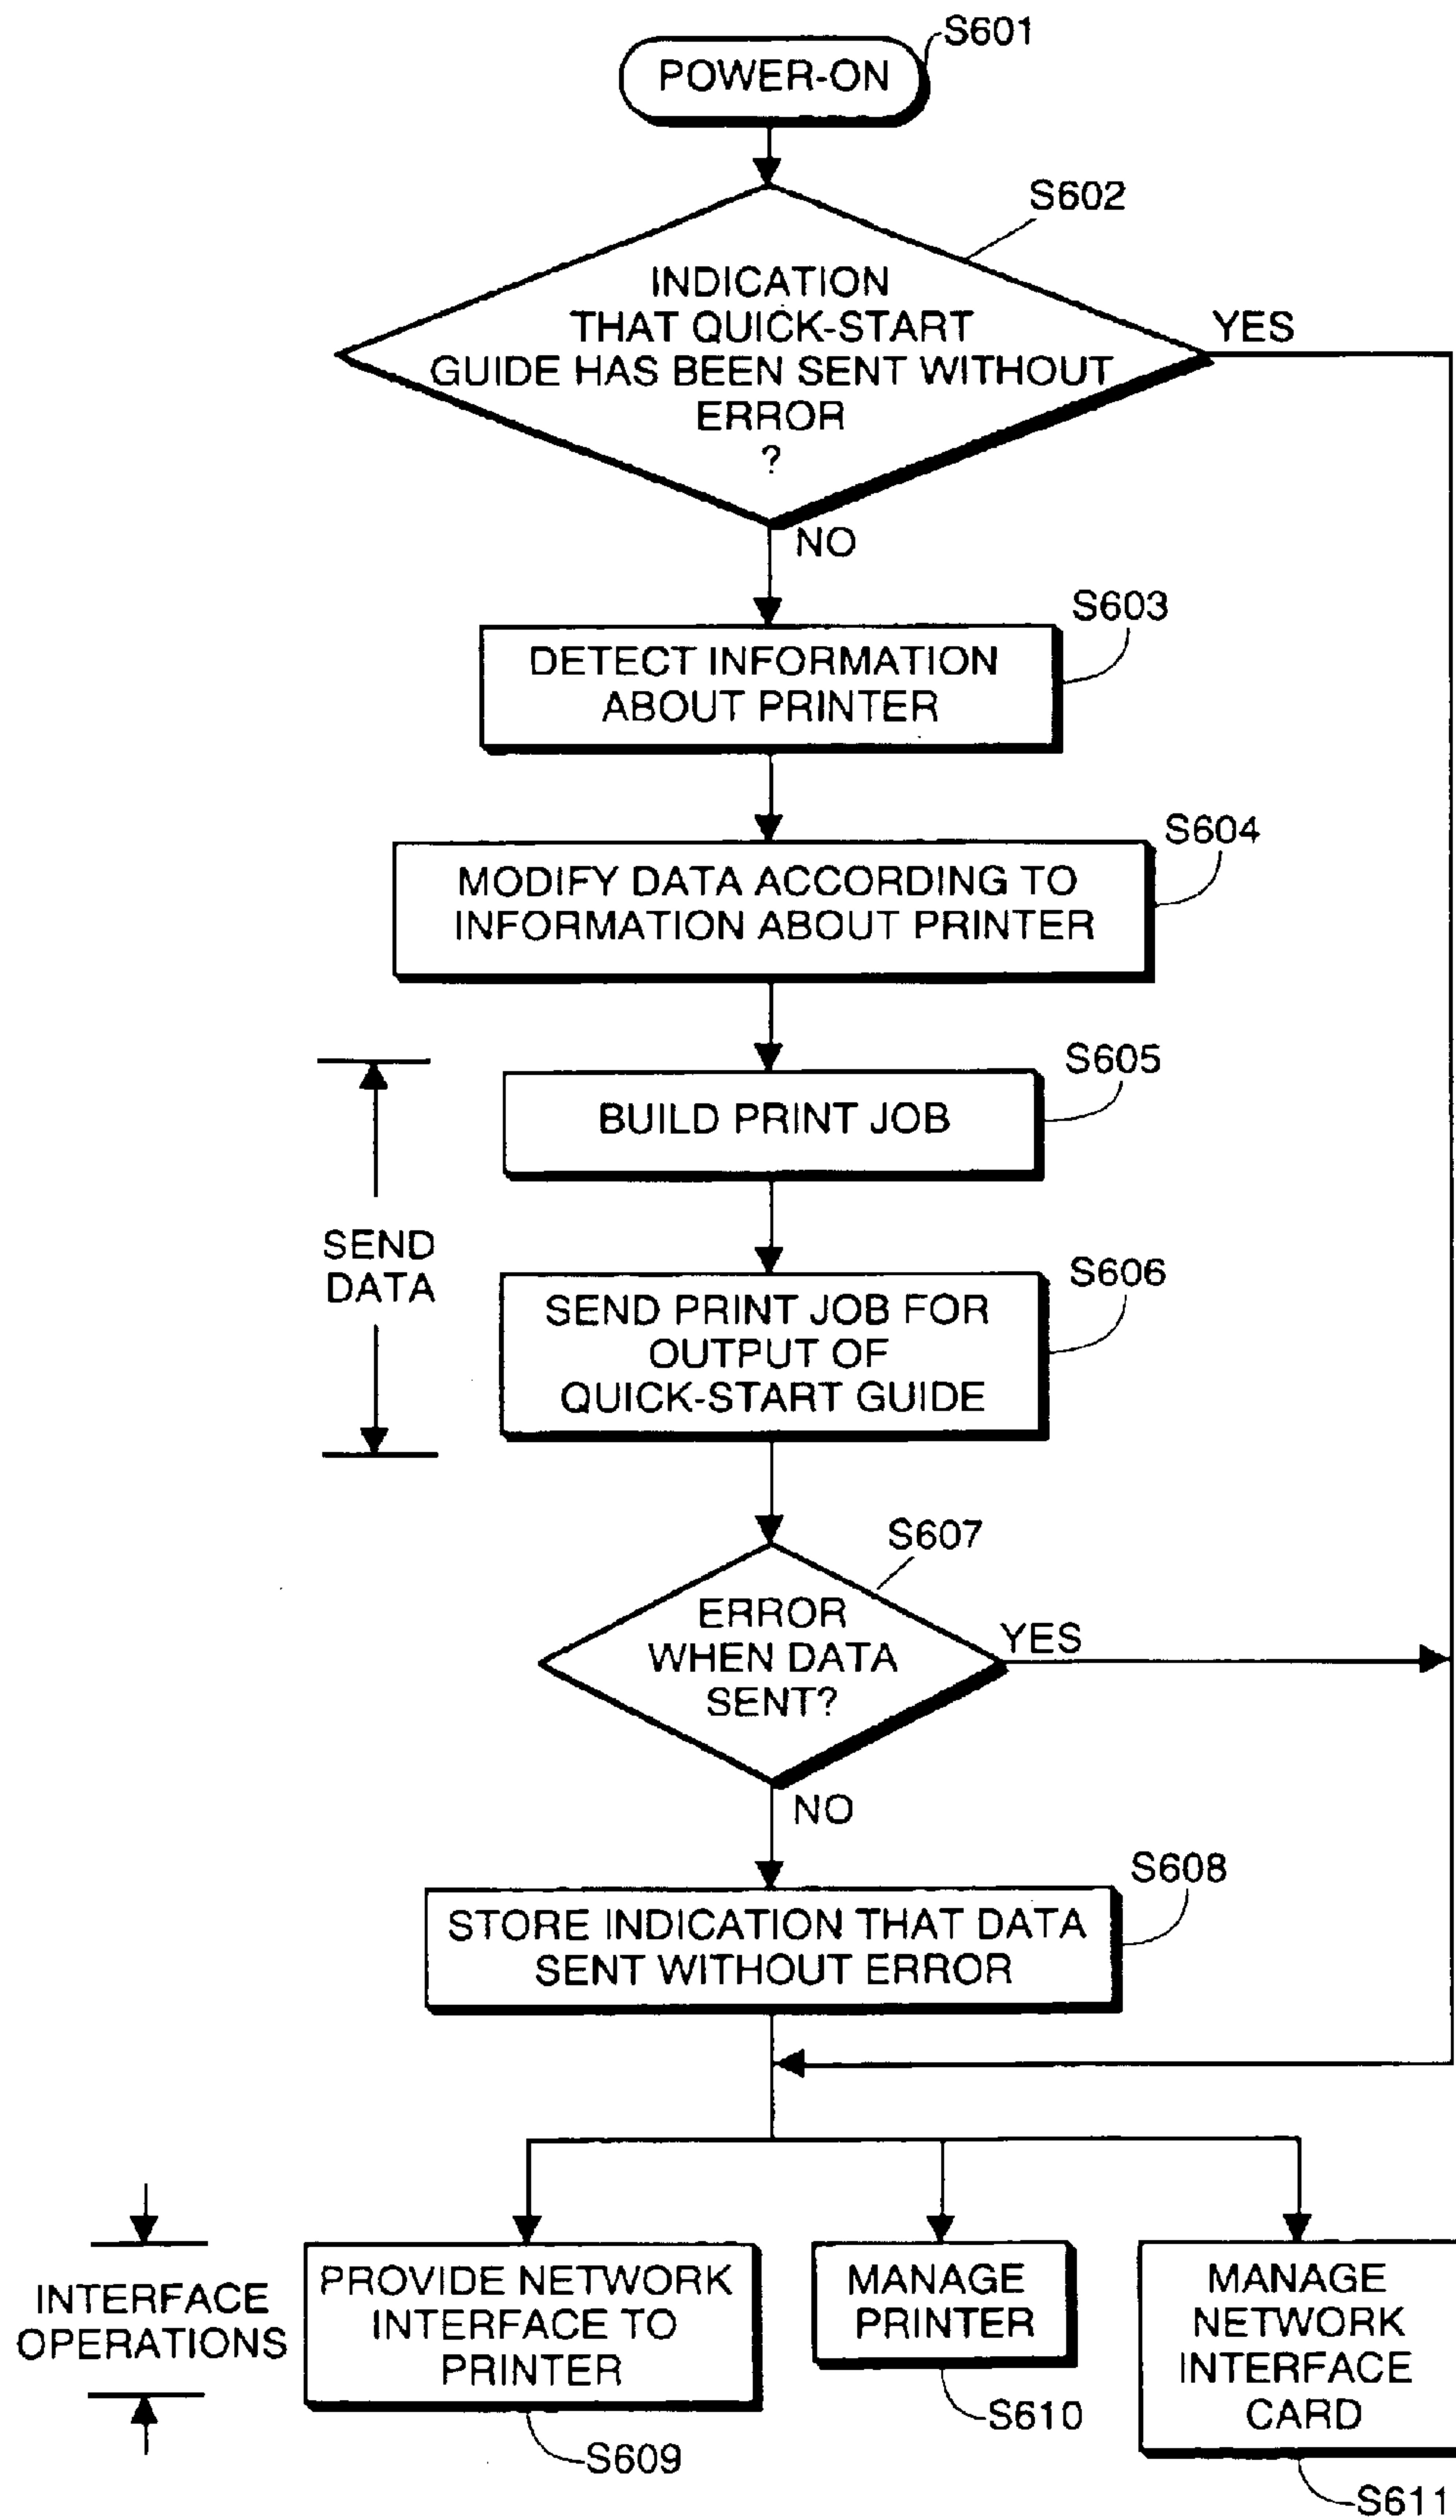 S601
POWER-ON
S602
INDICATION
THAT QUICK-START
GUIDE HAS BEEN SENT WITHOUT
ERROR
?
YES
NO
S603
DETECT INFORMATION
ABOUT PRINTER
S604
MODIFY DATA ACCORDING TO
INFORMATION ABOUT PRINTER
S605
BUILD PRINT JOB
SEND
DATA
S606
SEND PRINT JOB FOR
OUTPUT OF
QUICK-START GUIDE
S607
ERROR
WHEN DATA
SENT?
YES
NO
S608
STORE INDICATION THAT DATA
SENT WITHOUT ERROR
INTERFACE
OPERATIONS
PROVIDE NETWORK
INTERFACE TO
PRINTER
S609
MANAGE
PRINTER
S610
MANAGE
NETWORK
INTERFACE
CARD
S611